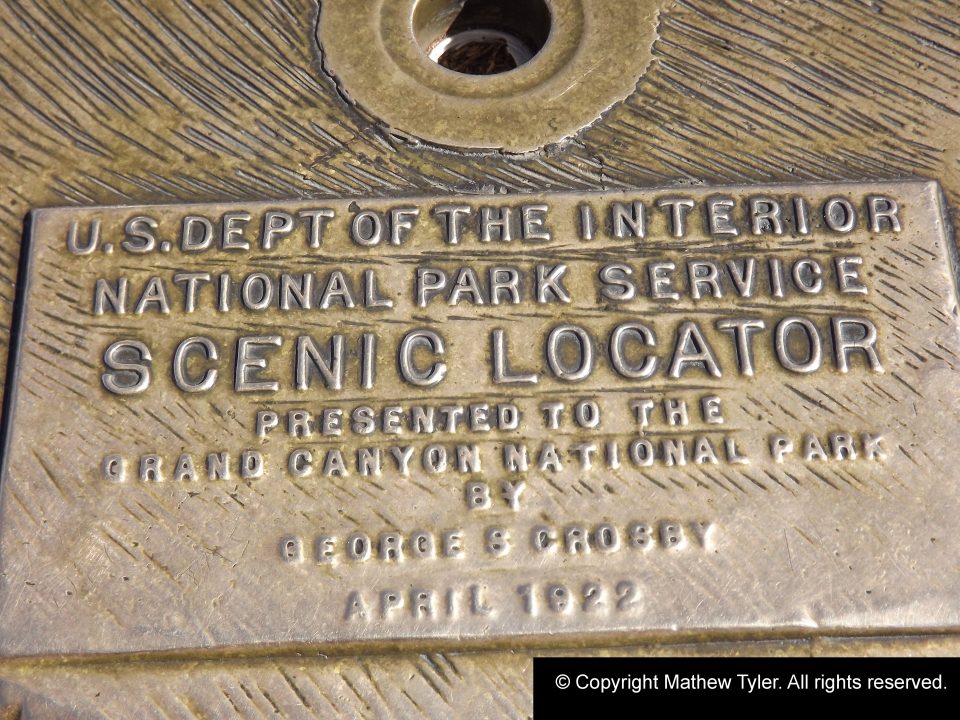 U.S. DEPT OF THE INTERIOR
NATIONAL PARK SERVICE
SCENIC LOCATOR
PRESENTED TO THE
GRAND CANYON NATIONAL PARK
BY
GEORGE S CROSBY
APRIL 1922
© Copyright Mathew Tyler. All rights reserved.